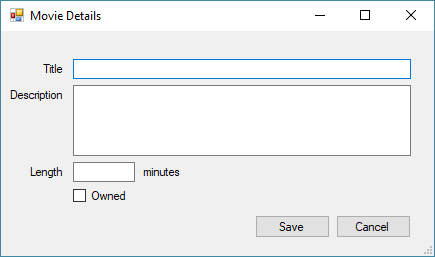 Movie Details
Title
Description
Length minutes
Owned
Save Cancel